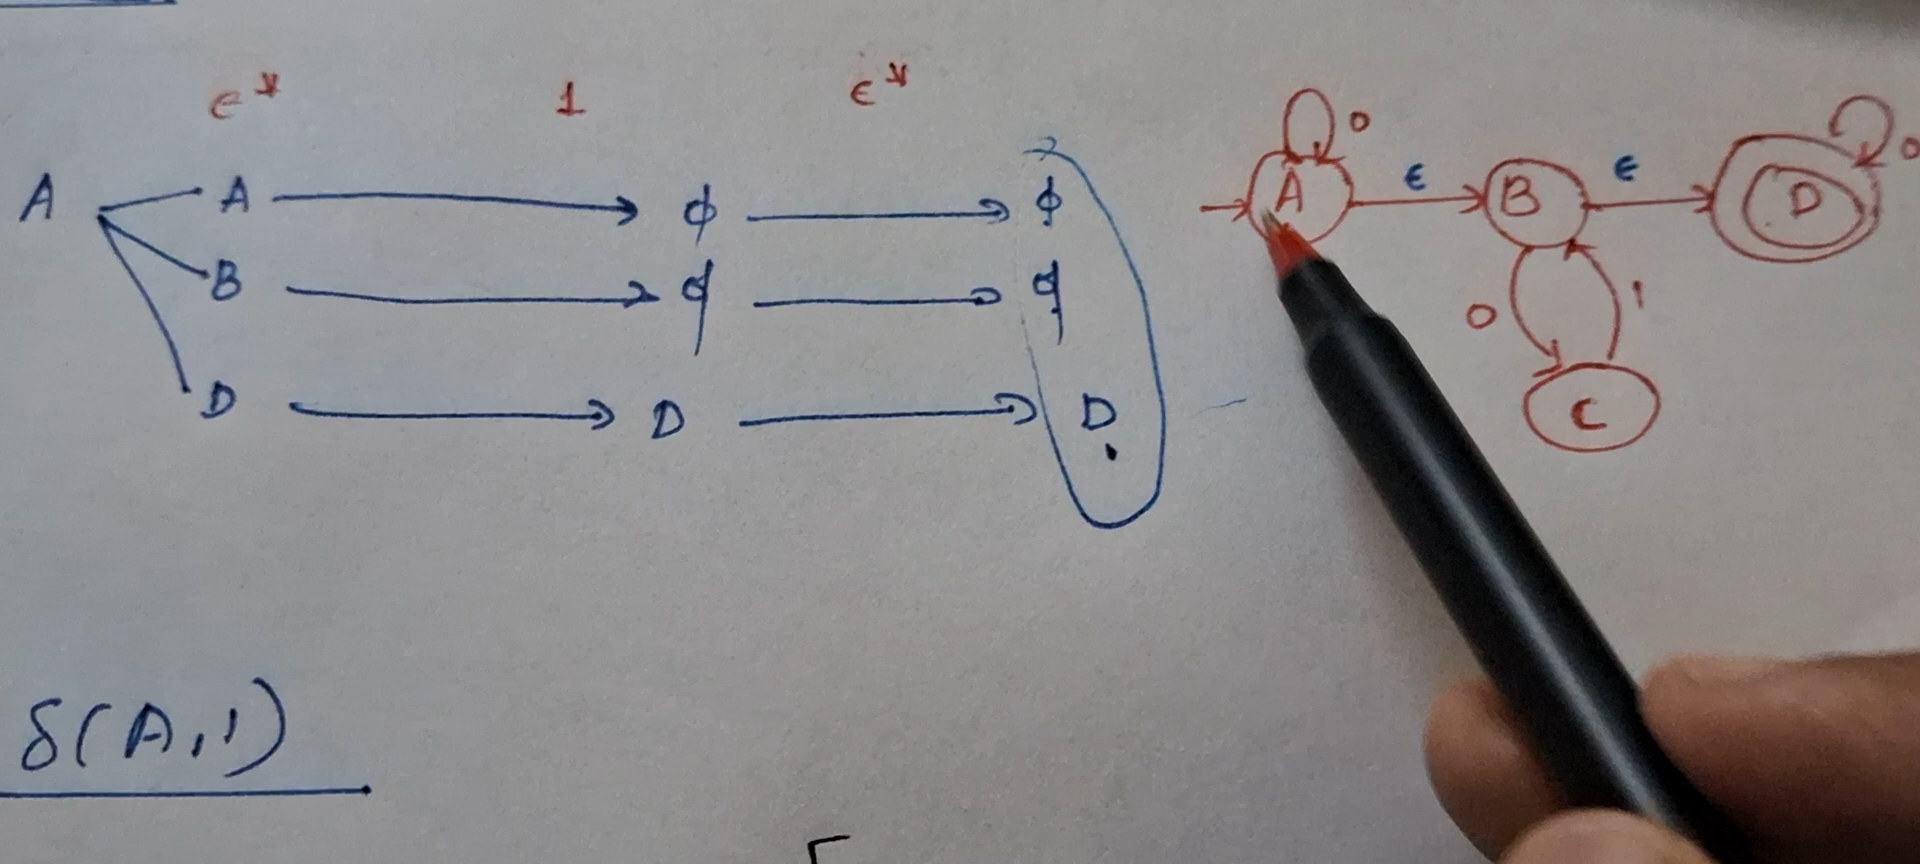 ϵ* 1 ϵ*
A A ϕ ϕ
B ϕ ϕ
D D D
δ(A,1)
0 0
A ϵ B ϵ D
0 1
C